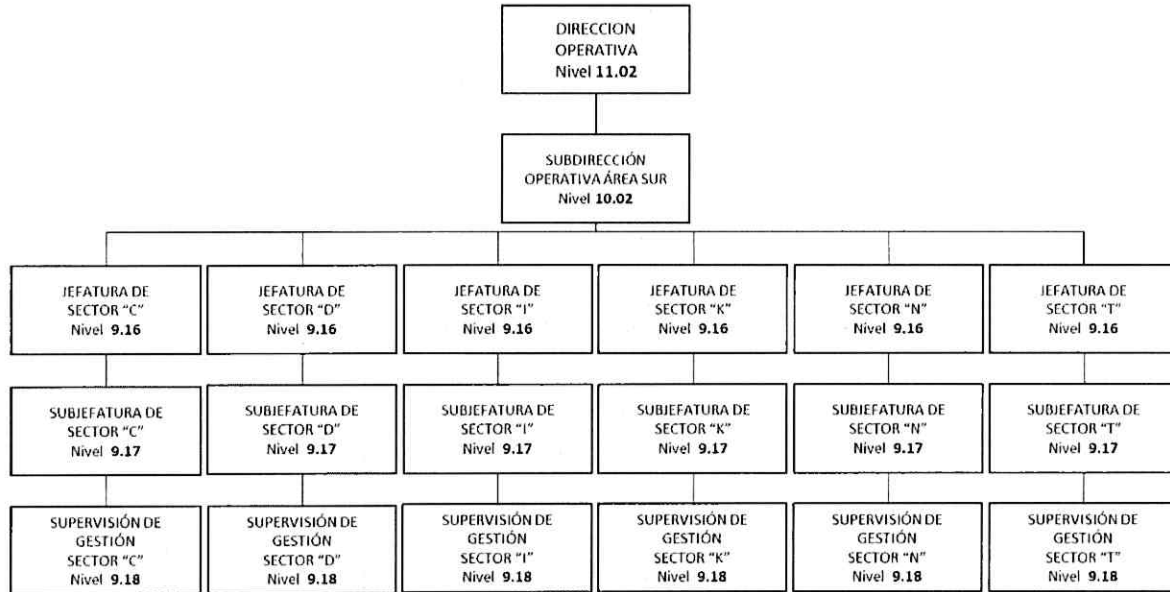 DIRECCION
OPERATIVA
Nivel 11.02
SUBDIRECCIÓN
OPERATIVA ÁREA SUR
Nivel 10.02
JEFATURA DE
SECTOR "C"
Nivel 9.16
JEFATURA DE
SECTOR "D"
Nivel 9.16
JEFATURA DE
SECTOR "I"
Nivel 9.16
JEFATURA DE
SECTOR "K"
Nivel 9.16
JEFATURA DE
SECTOR "N"
Nivel 9.16
JEFATURA DE
SECTOR "T"
Nivel 9.16
SUBJEFATURA DE
SECTOR "C"
Nivel 9.17
SUBJEFATURA DE
SECTOR "D"
Nivel 9.17
SUBJEFATURA DE
SECTOR "I"
Nivel 9.17
SUBJEFATURA DE
SECTOR "K"
Nivel 9.17
SUBJEFATURA DE
SECTOR "N"
Nivel 9.17
SUBJEFATURA DE
SECTOR "T"
Nivel 9.17
SUPERVISIÓN DE
GESTIÓN
SECTOR "C"
Nivel 9.18
SUPERVISIÓN DE
GESTIÓN
SECTOR "D"
Nivel 9.18
SUPERVISIÓN DE
GESTIÓN
SECTOR "I"
Nivel 9.18
SUPERVISIÓN DE
GESTIÓN
SECTOR "K"
Nivel 9.18
SUPERVISIÓN DE
GESTIÓN
SECTOR "N"
Nivel 9.18
SUPERVISIÓN DE
GESTIÓN
SECTOR "T"
Nivel 9.18